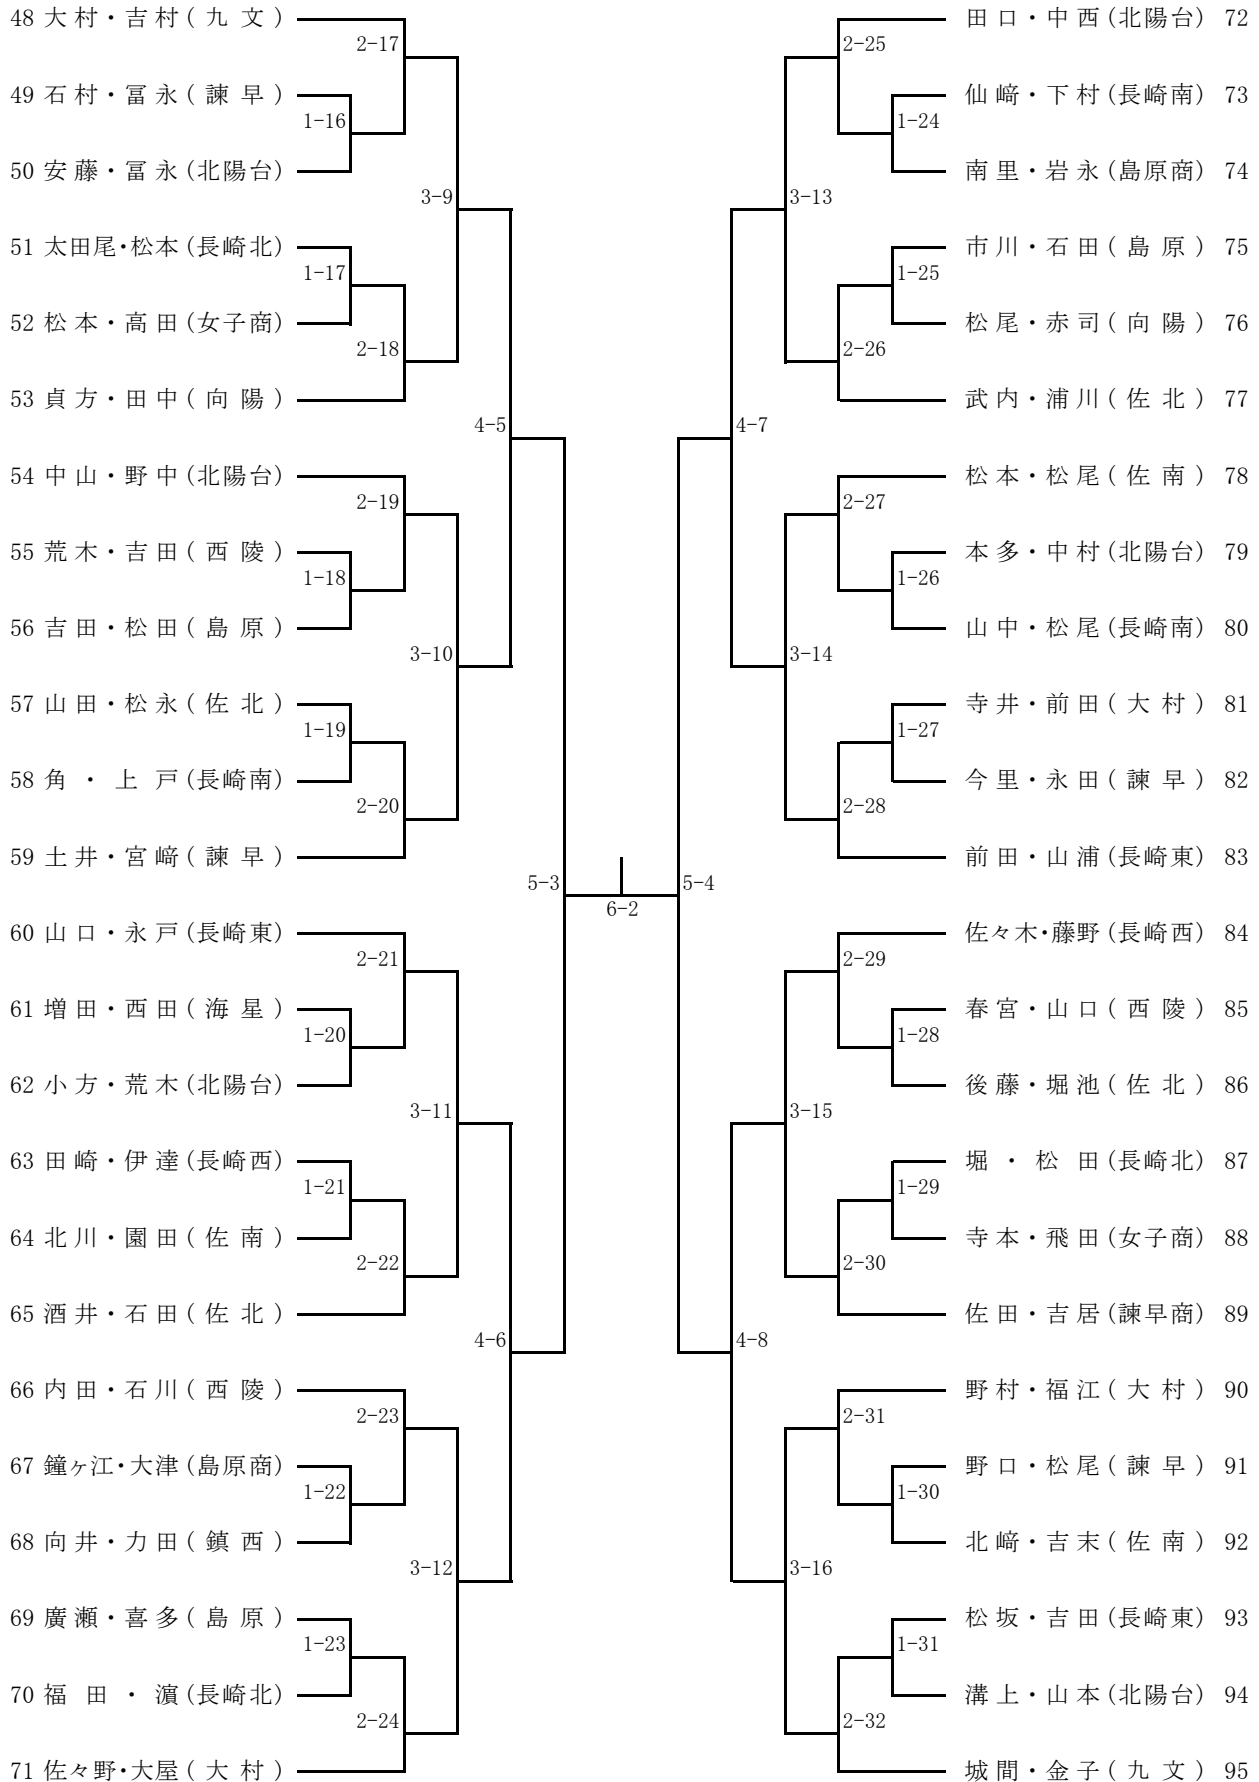 48 大村・吉村(九文)
2-17
49 石村・冨永(諫早)
1-16
50 安藤・冨永(北陽台)
3-9
51 太田尾・松本(長崎北)
1-17
52 松本・高田(女子商)
2-18
53 貞方・田中(向陽)
4-5
54 中山・野中(北陽台)
2-19
55 荒木・吉田(西陵)
1-18
56 吉田・松田(島原)
3-10
57 山田・松永(佐北)
1-19
58 角・上戸(長崎南)
2-20
59 土井・宮﨑(諫早)
5-3
60 山口・永戸(長崎東)
2-21
61 増田・西田(海星)
1-20
62 小方・荒木(北陽台)
3-11
63 田崎・伊達(長崎西)
1-21
64 北川・園田(佐南)
2-22
65 酒井・石田(佐北)
4-6
66 内田・石川(西陵)
2-23
67 鐘ヶ江・大津(島原商)
1-22
68 向井・力田(鎮西)
3-12
69 廣瀬・喜多(島原)
1-23
70 福田・濵(長崎北)
2-24
71 佐々野・大屋(大村)
6-2
田口・中西(北陽台) 72
2-25
仙﨑・下村(長崎南) 73
1-24
南里・岩永(島原商) 74
3-13
市川・石田(島原) 75
1-25
松尾・赤司(向陽) 76
2-26
武内・浦川(佐北) 77
4-7
松本・松尾(佐南) 78
2-27
本多・中村(北陽台) 79
1-26
山中・松尾(長崎南) 80
3-14
寺井・前田(大村) 81
1-27
今里・永田(諫早) 82
2-28
前田・山浦(長崎東) 83
5-4
佐々木・藤野(長崎西) 84
2-29
春宮・山口(西陵) 85
1-28
後藤・堀池(佐北) 86
3-15
堀・松田(長崎北) 87
1-29
寺本・飛田(女子商) 88
2-30
佐田・吉居(諫早商) 89
4-8
野村・福江(大村) 90
2-31
野口・松尾(諫早) 91
1-30
北﨑・吉末(佐南) 92
3-16
松坂・吉田(長崎東) 93
1-31
溝上・山本(北陽台) 94
2-32
城間・金子(九文) 95